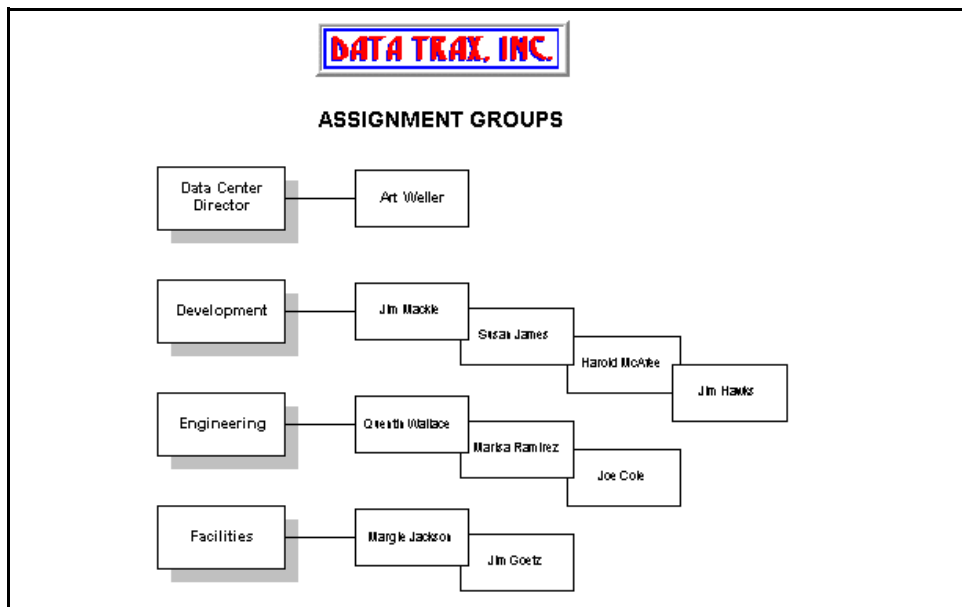 DATA TRAX, INC.
ASSIGNMENT GROUPS
Data Center
Director
Art Weller
Development
Jim Mackie
Susan James
Harold McAfee
Jim Hawks
Engineering
Quentin Wallace
Marisa Ramirez
Joe Cole
Facilities
Margie Jackson
Jim Goetz